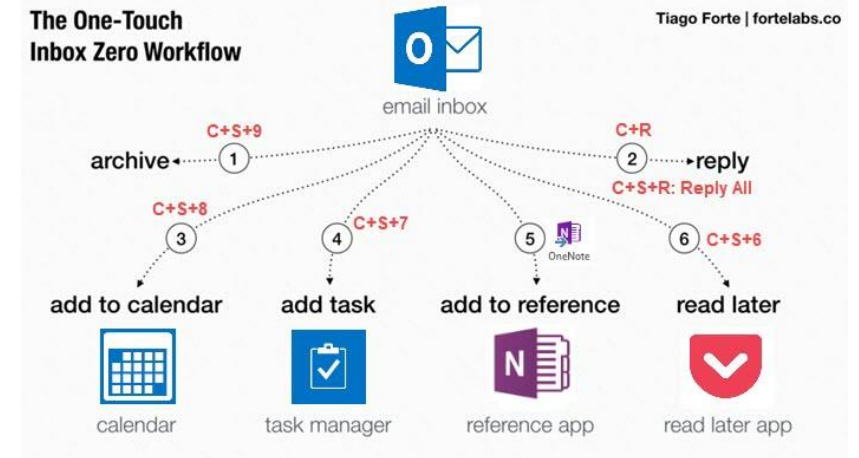 The One-Touch
Inbox Zero Workflow
Tiago Forte | fortelabs.co
O
email inbox
C+S+9
archive
1
C+R
2
reply
C+S+R: Reply All
C+S+8
3
4
C+S+7
5
N
OneNote
6
C+S+6
add to calendar
add task
add to reference
read later
N
calendar
task manager
reference app
read later app